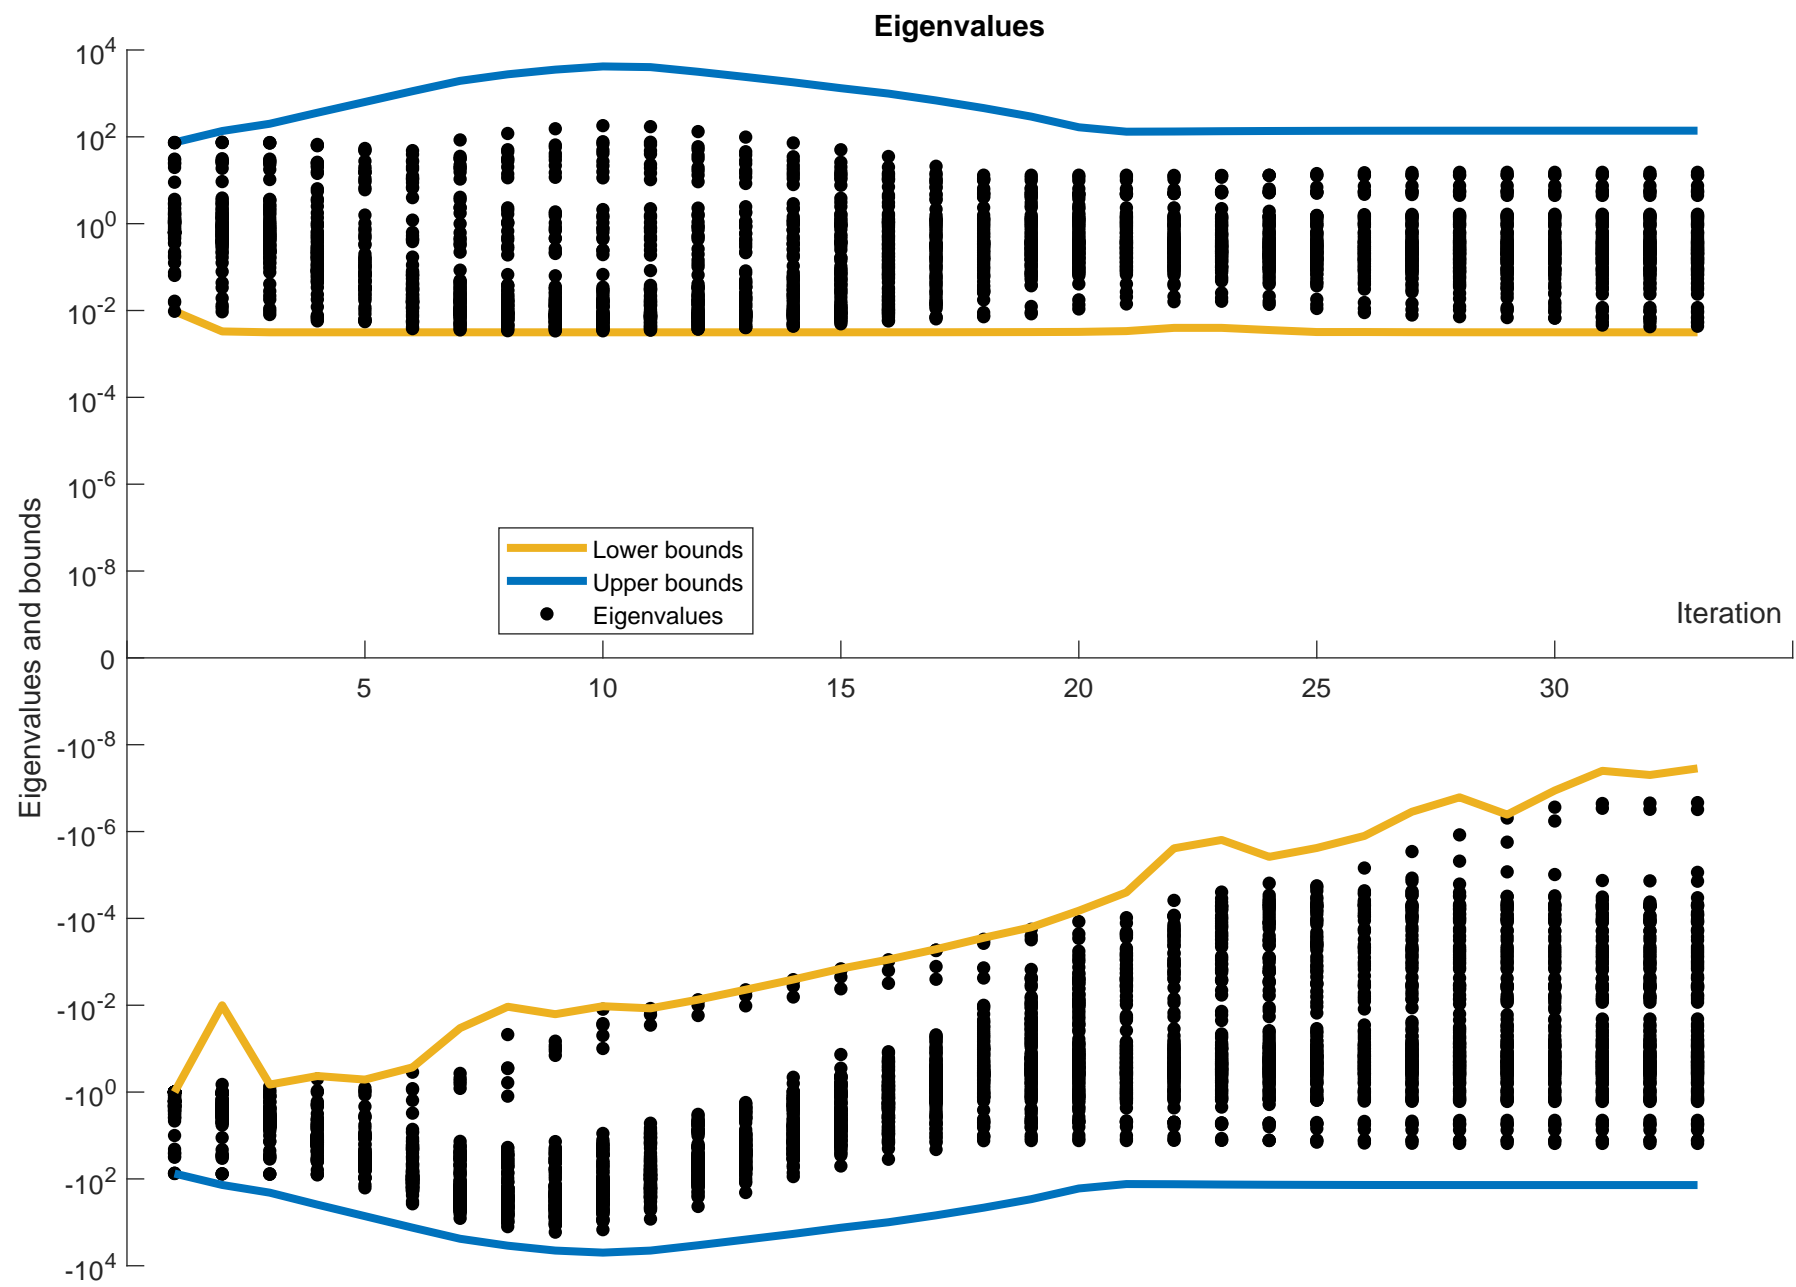 Eigenvalues
10^4
10^2
10^0
10^-2
10^-4
10^-6
10^-8
0
-10^-8
-10^-6
-10^-4
-10^-2
-10^0
-10^2
-10^4
Eigenvalues and bounds
Lower bounds
Upper bounds
Eigenvalues
Iteration
5 10 15 20 25 30